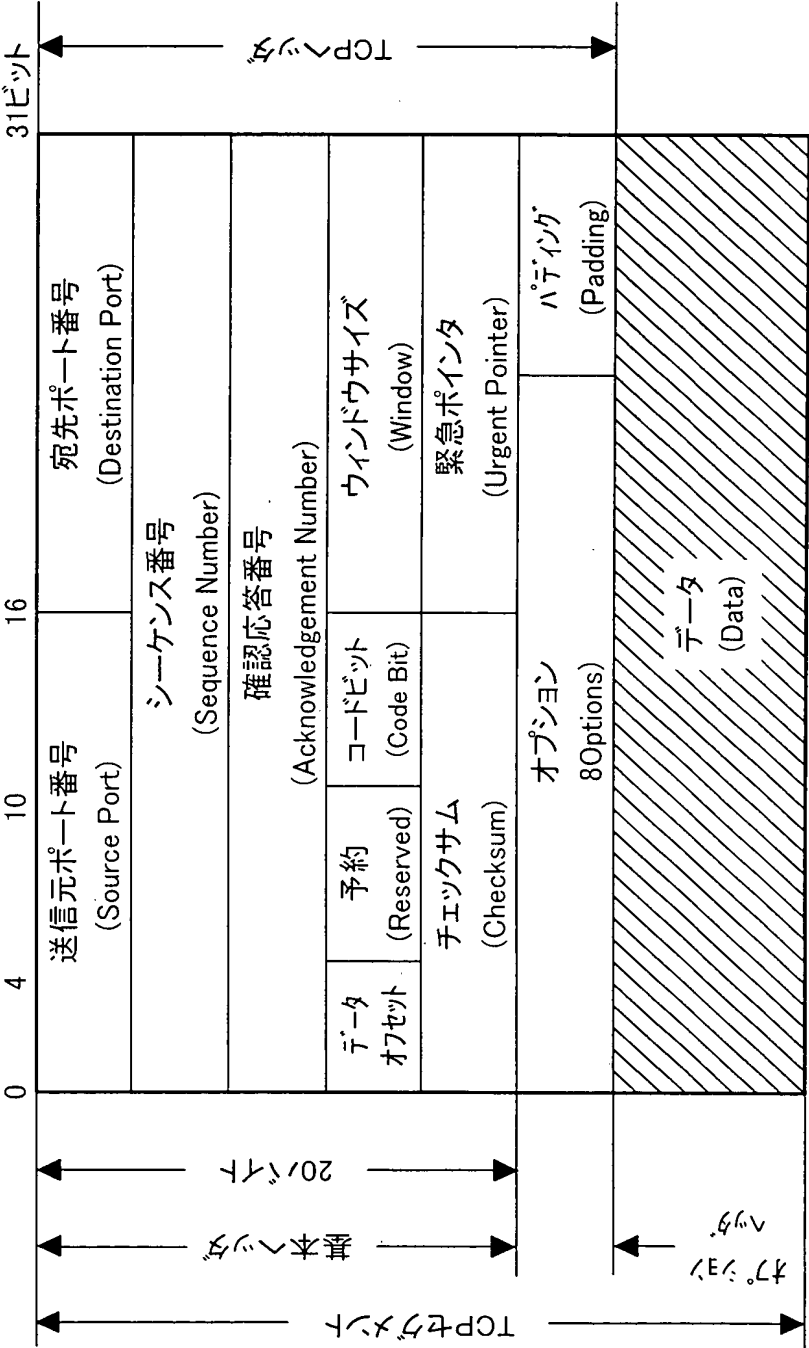 0 4 10 16 31ビット
送信元ポート番号
(Source Port)
宛先ポート番号
(Destination Port)
シーケンス番号
(Sequence Number)
確認応答番号
(Acknowledgement Number)
データ
オフセット
予約
(Reserved)
コードビット
(Code Bit)
ウィンドウサイズ
(Window)
チェックサム
(Checksum)
緊急ポインタ
(Urgent Pointer)
オプション
8Options)
パディング
(Padding)
データ
(Data)
TCPセグメント
基本ヘッダ
20バイト
オプション
ヘッダ
TCPヘッダ